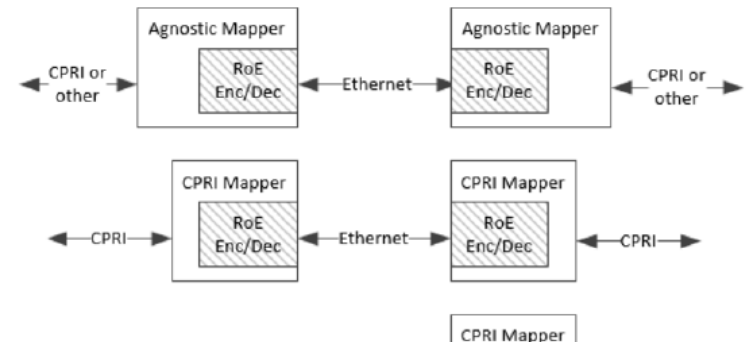 Agnostic Mapper
Agnostic Mapper
RoE
Enc/Dec
RoE
Enc/Dec
CPRI or
other
Ethernet
CPRI or
other
CPRI Mapper
CPRI Mapper
RoE
Enc/Dec
RoE
Enc/Dec
CPRI
Ethernet
CPRI
CPRI Mapper